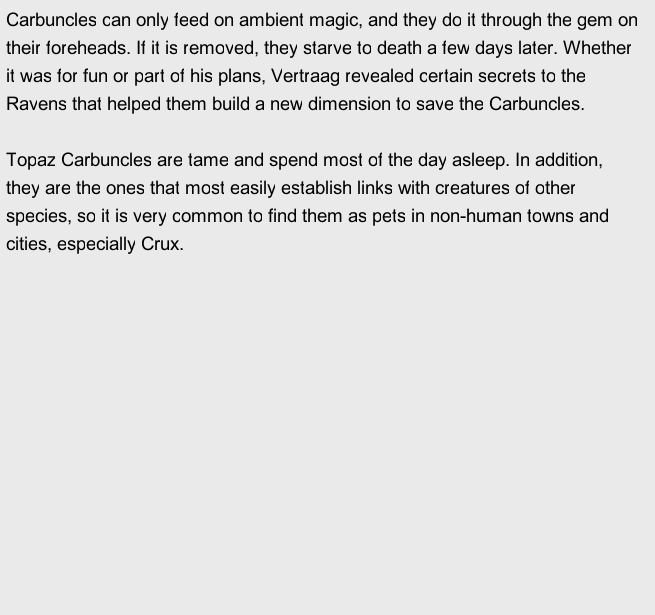 Carbuncles can only feed on ambient magic, and they do it through the gem on
their foreheads. If it is removed, they starve to death a few days later. Whether
it was for fun or part of his plans, Vertraag revealed certain secrets to the
Ravens that helped them build a new dimension to save the Carbuncles.

Topaz Carbuncles are tame and spend most of the day asleep. In addition,
they are the ones that most easily establish links with creatures of other
species, so it is very common to find them as pets in non-human towns and
cities, especially Crux.